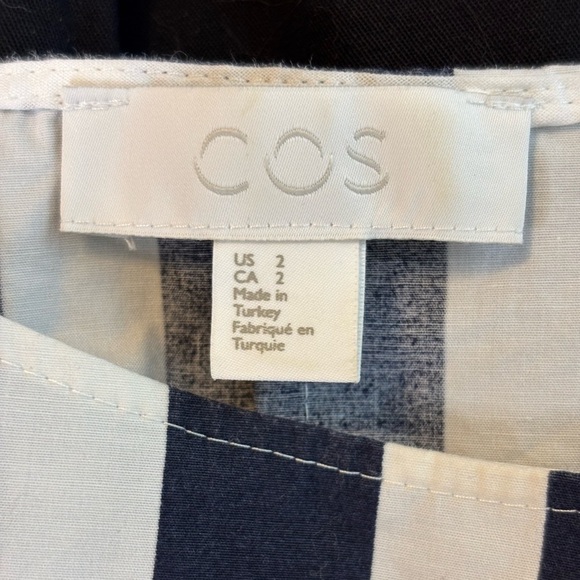 COS
US 2
CA 2
Made in
Turkey
Fabriqué en
Turquie